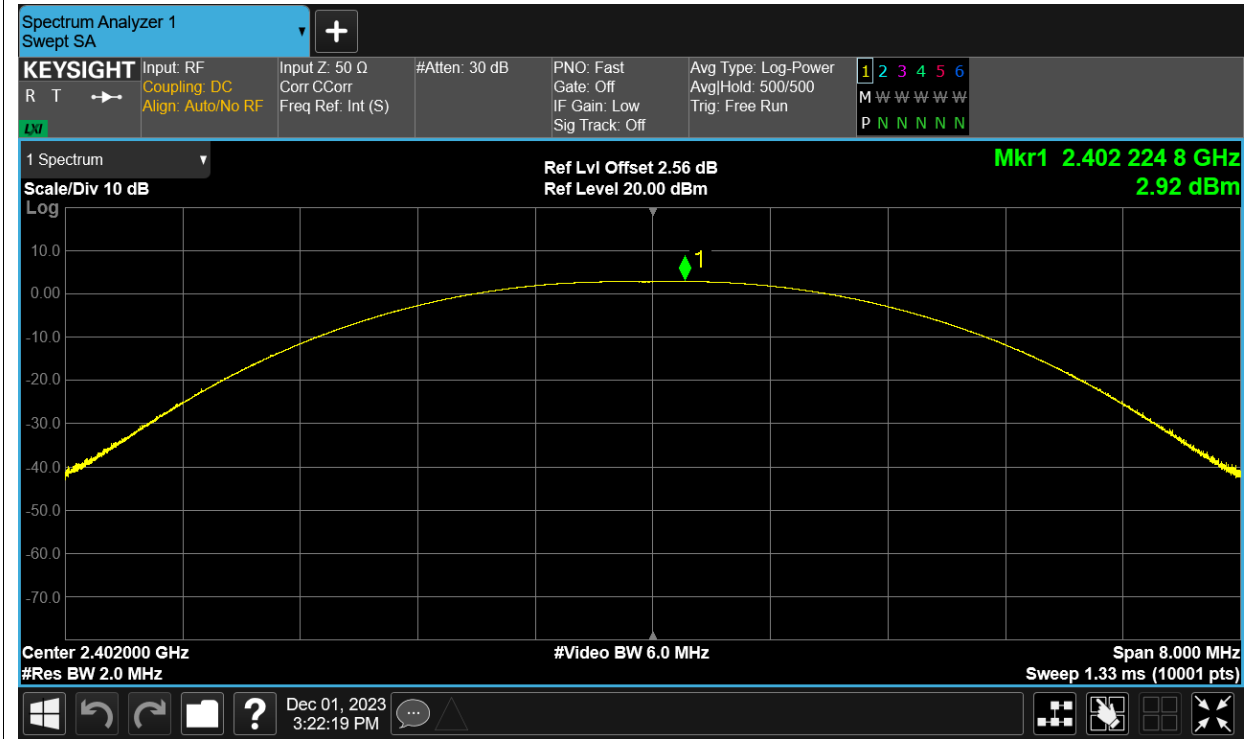 Spectrum Analyzer 1
Swept SA
KEYSIGHT
R T
LXI
Input: RF
Coupling: DC
Align: Auto/No RF
Input Z: 50 Ω
Corr CCorr
Freq Ref: Int (S)
#Atten: 30 dB
PNO: Fast
Gate: Off
IF Gain: Low
Sig Track: Off
Avg Type: Log-Power
Avg|Hold: 500/500
Trig: Free Run
1 2 3 4 5 6
M W W W W W
P N N N N N
1 Spectrum
Scale/Div 10 dB
Log
Ref Lvl Offset 2.56 dB
Ref Level 20.00 dBm
Mkr1 2.402 224 8 GHz
2.92 dBm
1
10.0
0.00
-10.0
-20.0
-30.0
-40.0
-50.0
-60.0
-70.0
Center 2.402000 GHz
#Res BW 2.0 MHz
#Video BW 6.0 MHz
Span 8.000 MHz
Sweep 1.33 ms (10001 pts)
?
Dec 01, 2023
3:22:19 PM